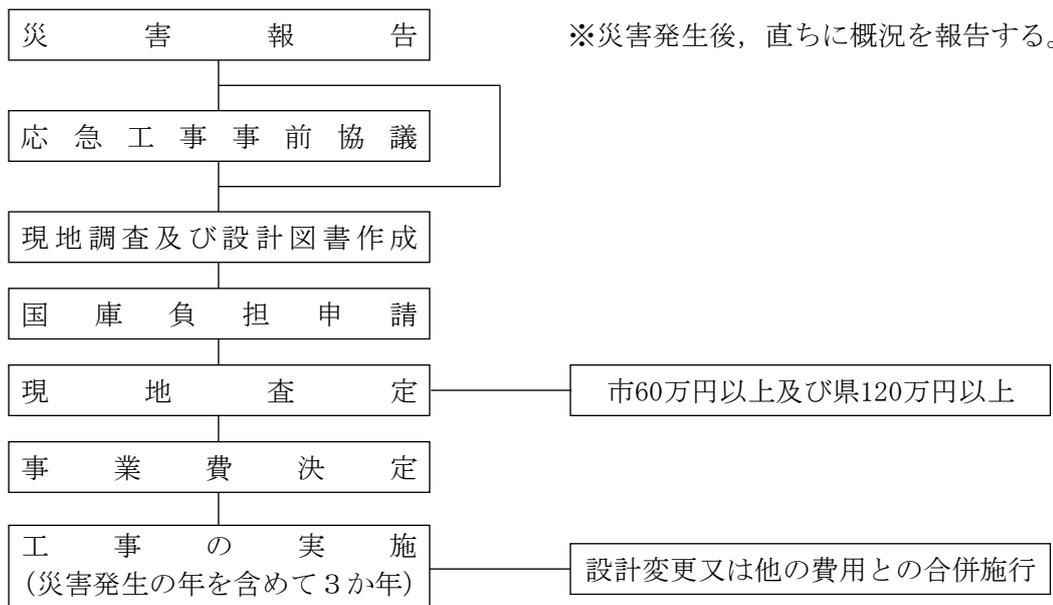 災害報告
※災害発生後，直ちに概況を報告する。
応急工事事前協議
現地調査及び設計図書作成
国庫負担申請
現地査定
市60万円以上及び県120万円以上
事業費決定
工事の実施
（災害発生の年を含めて３か年）
設計変更又は他の費用との合併施行